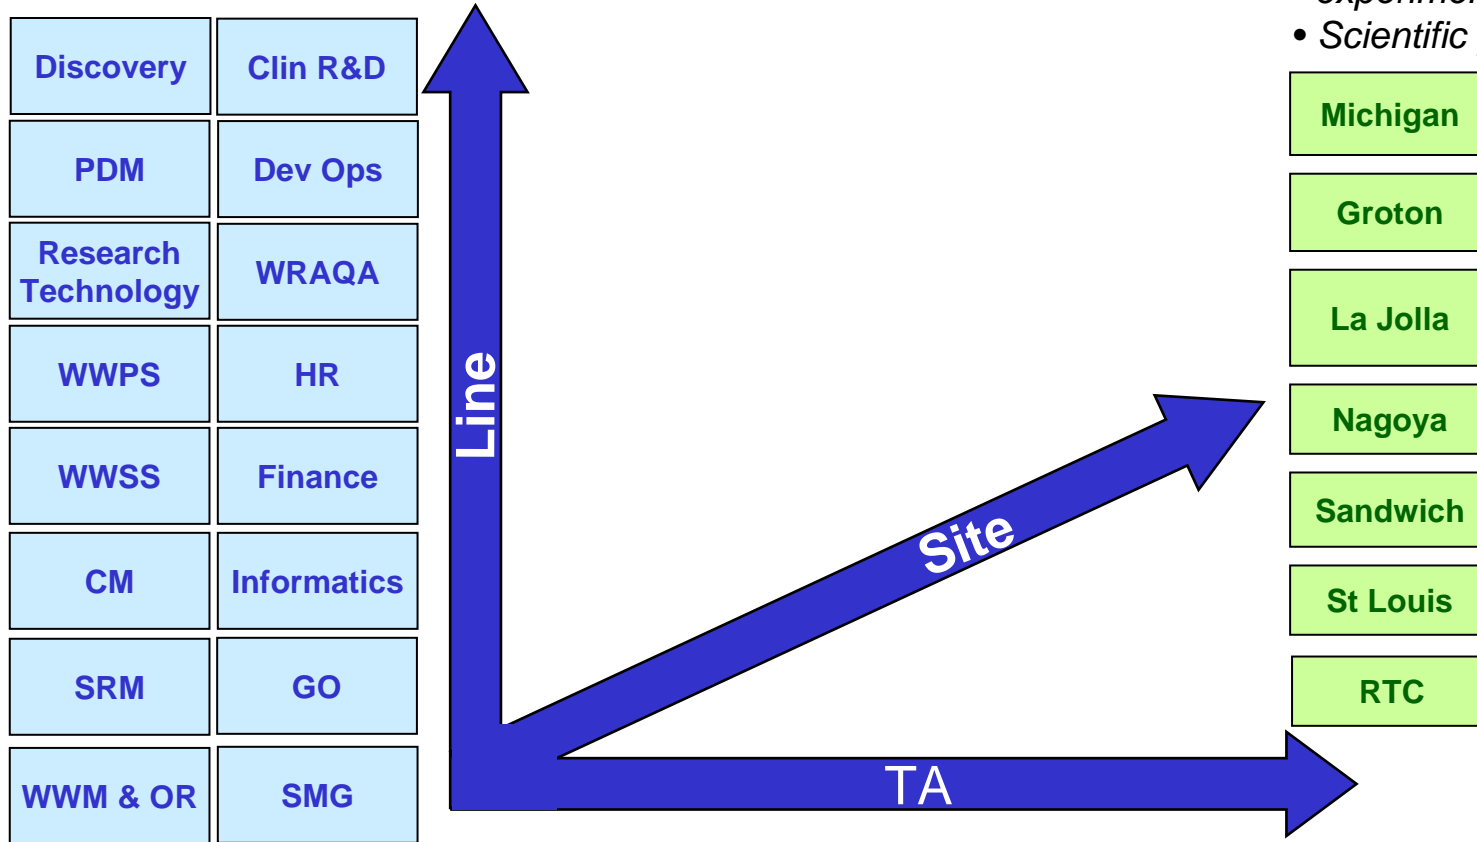 experimen
• Scientific
Discovery
Clin R&D
PDM
Dev Ops
Research
Technology
WRAQA
WWPS
HR
WWSS
Finance
CM
Informatics
SRM
GO
WWM & OR
SMG
Line
Site
TA
Michigan
Groton
La Jolla
Nagoya
Sandwich
St Louis
RTC